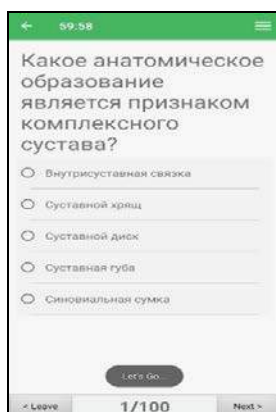 59:58
Какое анатомическое
образование
является признаком
комплексного
сустава?
Внутрисуставная связка
Суставной хрящ
Суставной диск
Суставная губа
Синовиальная сумка
Let's Go...
< Leave
1/100
Next >